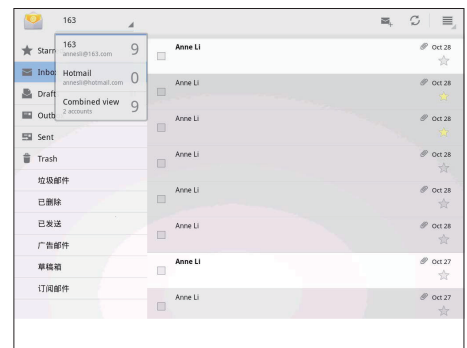 163
163
annesli@163.com
9
Hotmail
annesli@hotmail.com
0
Combined view
2 accounts
9
Starr
Inbo
Draft
Outb
Sent
Trash
垃圾邮件
已删除
已发送
广告邮件
草稿箱
订阅邮件
Anne Li
Oct 28
Anne Li
Oct 28
Anne Li
Oct 28
Anne Li
Oct 28
Anne Li
Oct 28
Anne Li
Oct 28
Anne Li
Oct 27
Anne Li
Oct 27